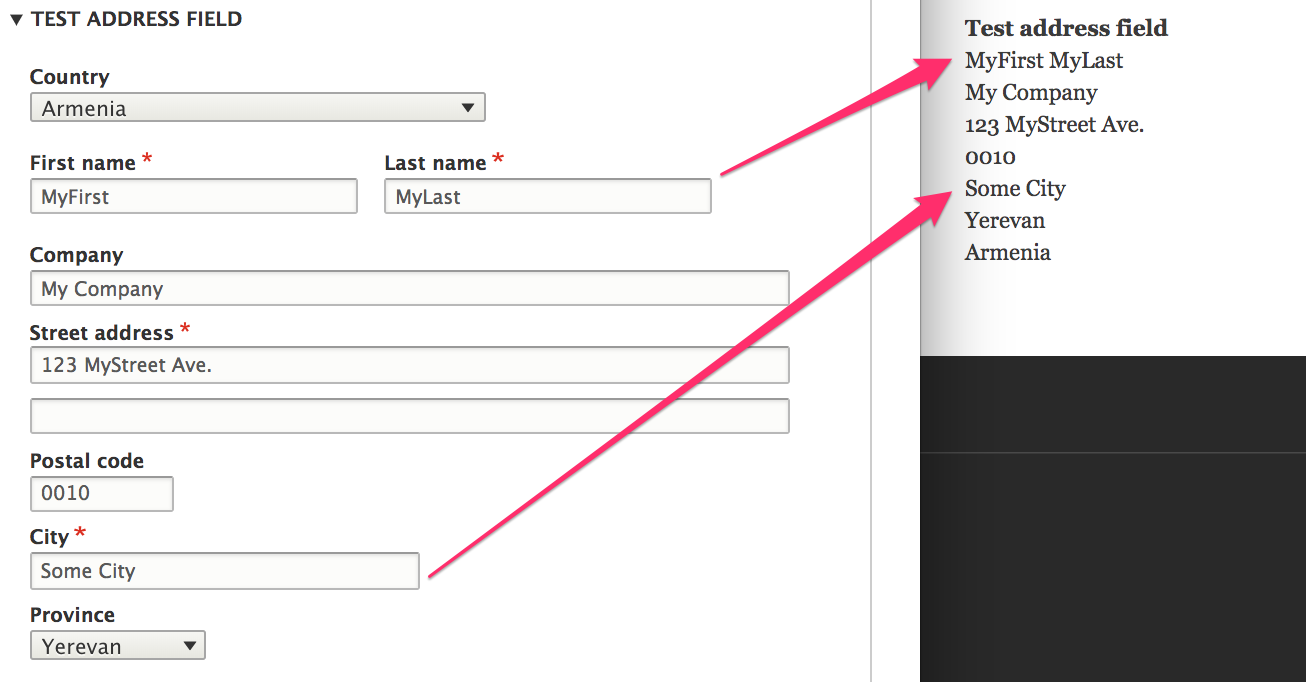 ▼ TEST ADDRESS FIELD
Country
Armenia
First name * Last name *
MyFirst MyLast
Company
My Company
Street address *
123 MyStreet Ave.
Postal code
0010
City *
Some City
Province
Yerevan
Test address field
MyFirst MyLast
My Company
123 MyStreet Ave.
0010
Some City
Yerevan
Armenia